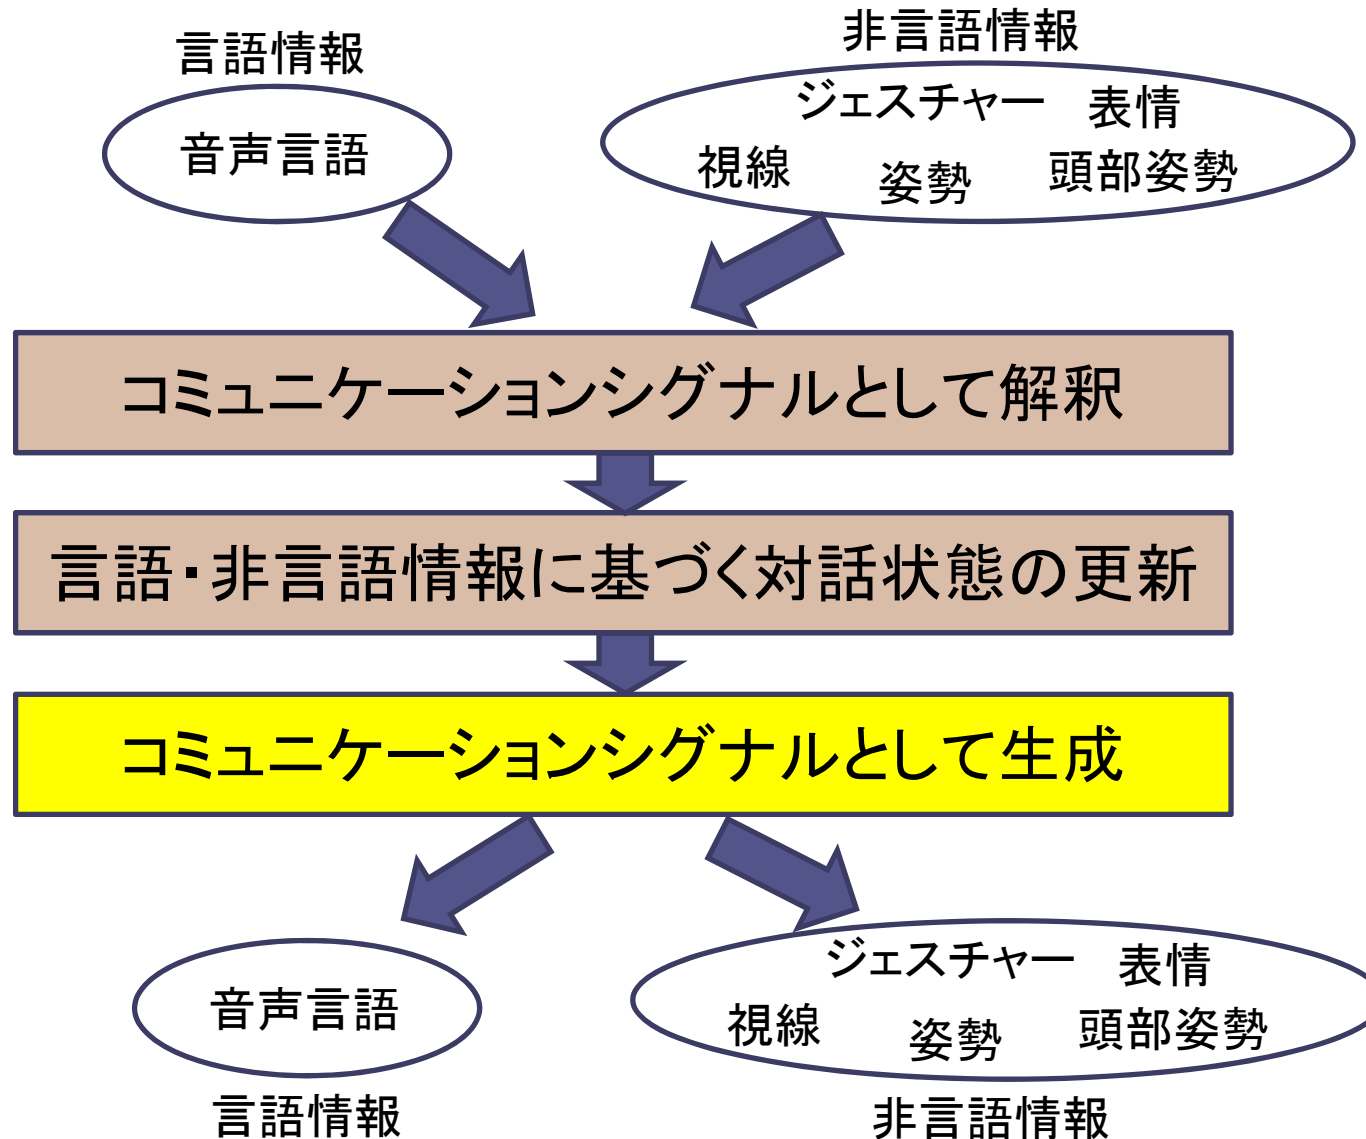 言語情報
非言語情報
音声言語
ジェスチャー 表情
視線 姿勢 頭部姿勢
コミュニケーションシグナルとして解釈
言語・非言語情報に基づく対話状態の更新
コミュニケーションシグナルとして生成
音声言語
ジェスチャー 表情
視線 姿勢 頭部姿勢
言語情報
非言語情報